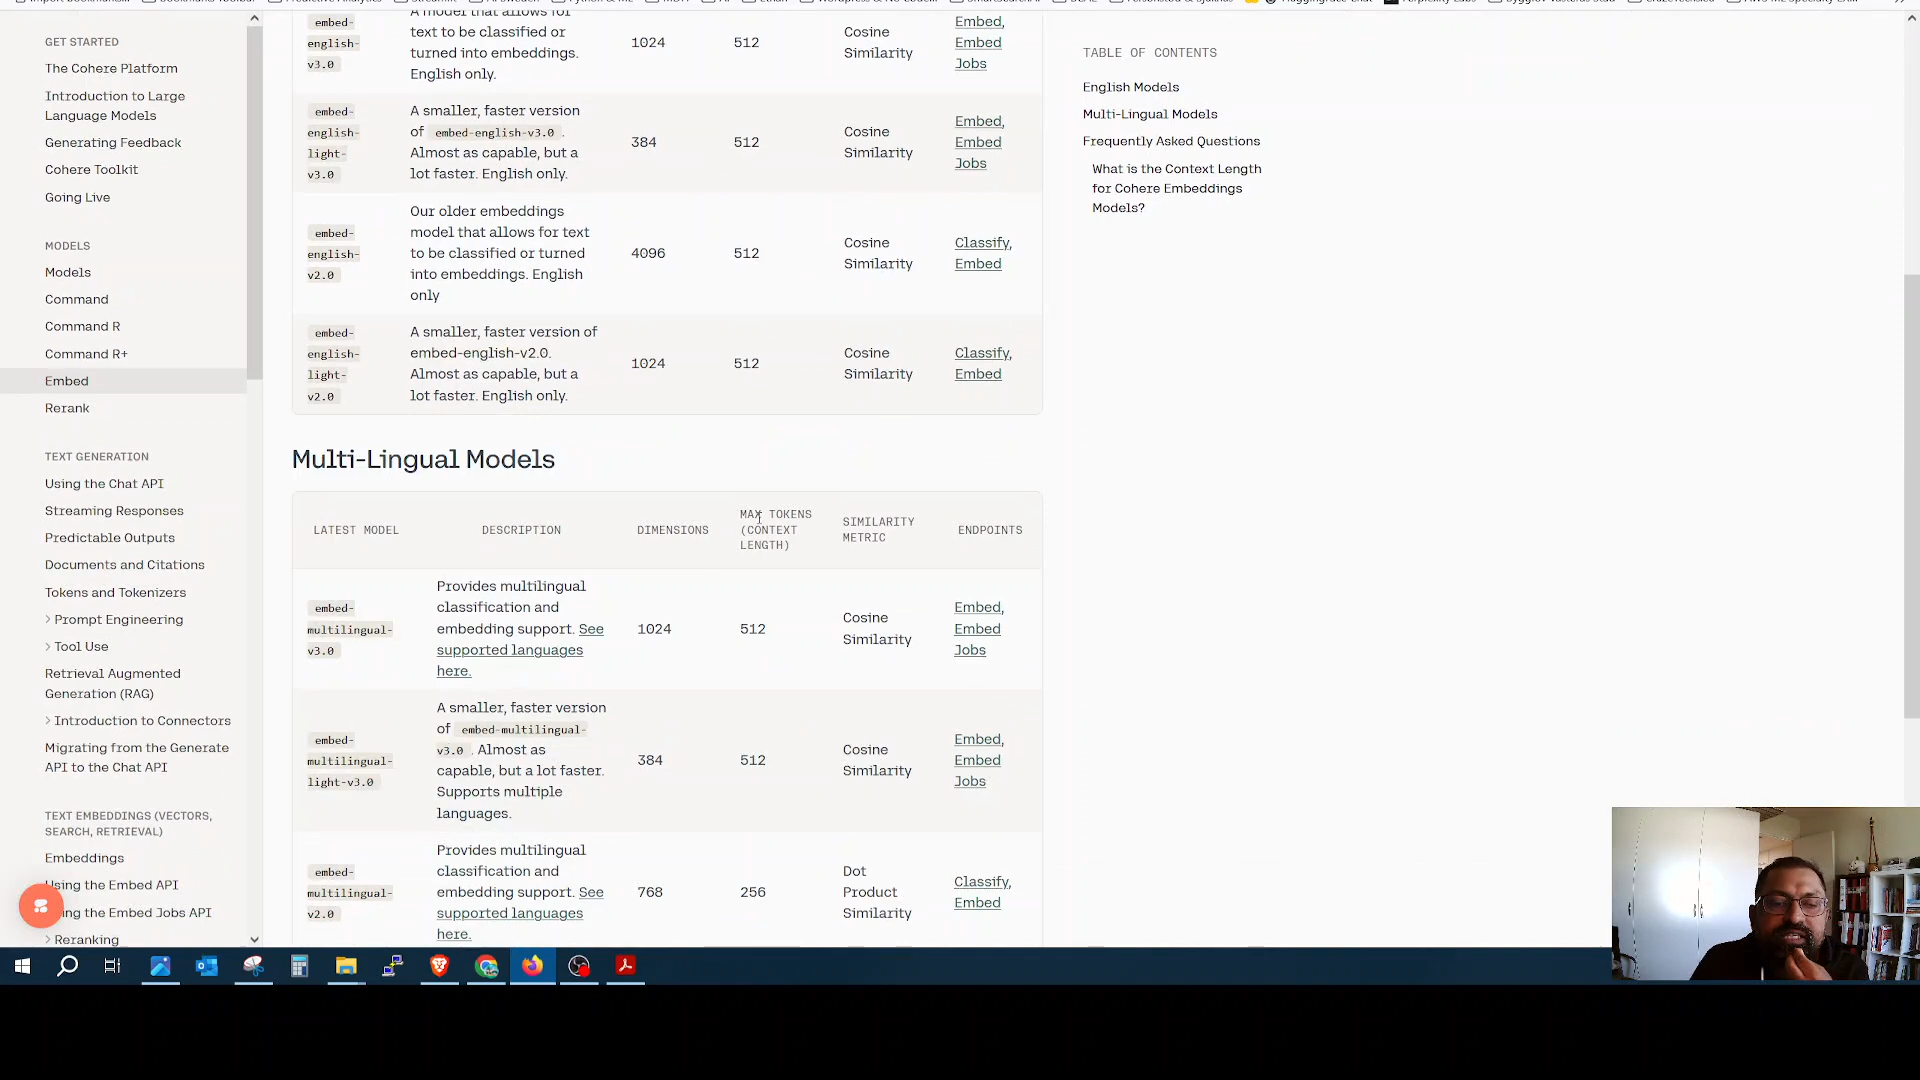 GET STARTED
The Cohere Platform
Introduction to Large
Language Models
Generating Feedback
Cohere Toolkit
Going Live
MODELS
Models
Command
Command R
Command R+
Embed
Rerank
TEXT GENERATION
Using the Chat API
Streaming Responses
Predictable Outputs
Documents and Citations
Tokens and Tokenizers
Prompt Engineering
Tool Use
Retrieval Augmented
Generation (RAG)
Introduction to Connectors
Migrating from the Generate
API to the Chat API
TEXT EMBEDDINGS (VECTORS,
SEARCH, RETRIEVAL)
Embeddings
Using the Embed API
the Embed Jobs API
Reranking
embed-
english-
v3.0
A model that allows for
text to be classified or
turned into embeddings.
English only.
1024
512
Cosine
Similarity
Embed,
Embed
Jobs
embed-
english-
light-
v3.0
A smaller, faster version
of embed-english-v3.0 .
Almost as capable, but a
lot faster. English only.
384
512
Cosine
Similarity
Embed,
Embed
Jobs
embed-
english-
v2.0
Our older embeddings
model that allows for text
to be classified or turned
into embeddings. English
only
4096
512
Cosine
Similarity
Classify,
Embed
embed-
english-
light-
v2.0
A smaller, faster version of
embed-english-v2.0.
Almost as capable, but a
lot faster. English only.
1024
512
Cosine
Similarity
Classify,
Embed
Multi-Lingual Models
LATEST MODEL
DESCRIPTION
DIMENSIONS
MAX TOKENS
(CONTEXT
LENGTH)
SIMILARITY
METRIC
ENDPOINTS
embed-
multilingual-
v3.0
Provides multilingual
classification and
embedding support. See
supported languages
here.
1024
512
Cosine
Similarity
Embed,
Embed
Jobs
embed-
multilingual-
light-v3.0
A smaller, faster version
of embed-multilingual-
v3.0 . Almost as
capable, but a lot faster.
Supports multiple
languages.
384
512
Cosine
Similarity
Embed,
Embed
Jobs
embed-
multilingual-
v2.0
Provides multilingual
classification and
embedding support. See
supported languages
here.
768
256
Dot
Product
Similarity
Classify,
Embed
TABLE OF CONTENTS
English Models
Multi-Lingual Models
Frequently Asked Questions
What is the Context Length
for Cohere Embeddings
Models?